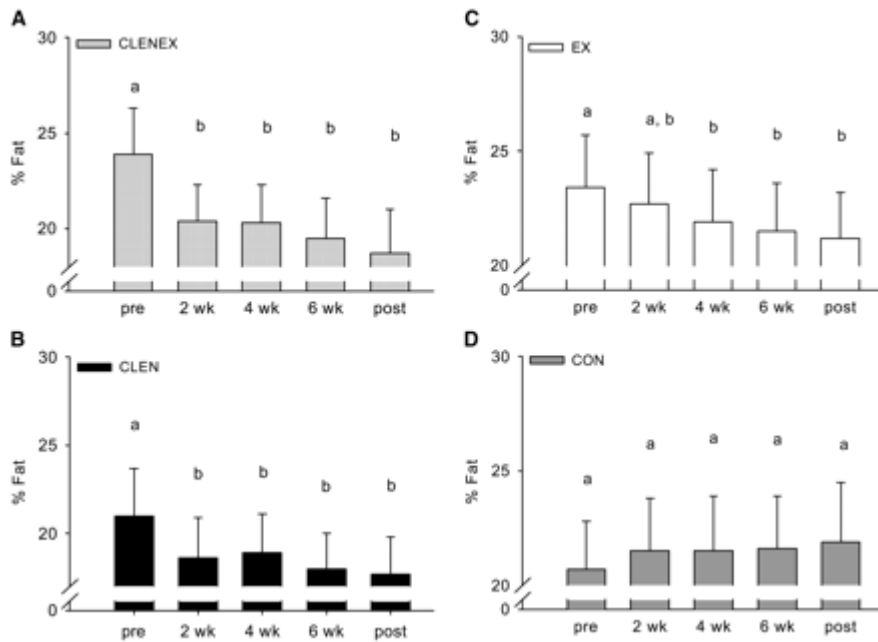 A
30
CLENEX
a
b b b b
25
% Fat
20
0
pre 2 wk 4 wk 6 wk post
B
30
CLEN
a
b b b b
25
% Fat
20
0
pre 2 wk 4 wk 6 wk post
C
30
EX
a a, b b b b
25
% Fat
20
0
pre 2 wk 4 wk 6 wk post
D
30
CON
a a a a a
25
% Fat
20
0
pre 2 wk 4 wk 6 wk post